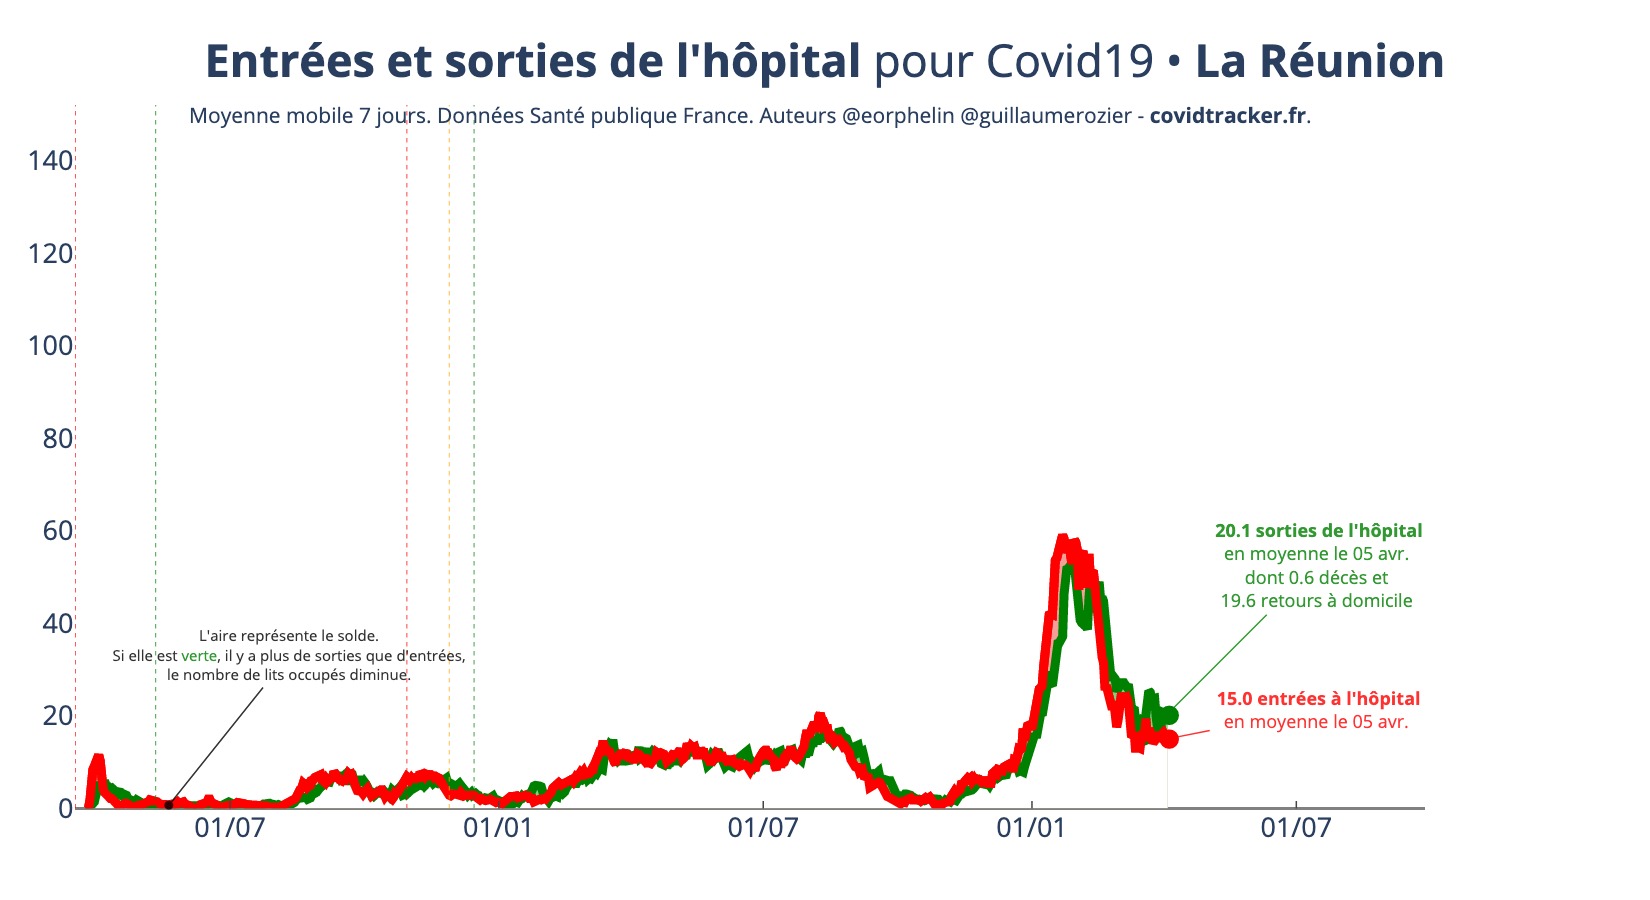 Entrées et sorties de l'hôpital pour Covid19 • La Réunion
Moyenne mobile 7 jours. Données Santé publique France. Auteurs @eorphelin @guillaumerozier - covidtracker.fr.
140
120
100
80
60
40
20
0
L'aire représente le solde.
Si elle est verte, il y a plus de sorties que d'entrées,
le nombre de lits occupés diminue.
20.1 sorties de l'hôpital
en moyenne le 05 avr.
dont 0.6 décès et
19.6 retours à domicile
15.0 entrées à l'hôpital
en moyenne le 05 avr.
01/07
01/01
01/07
01/01
01/07